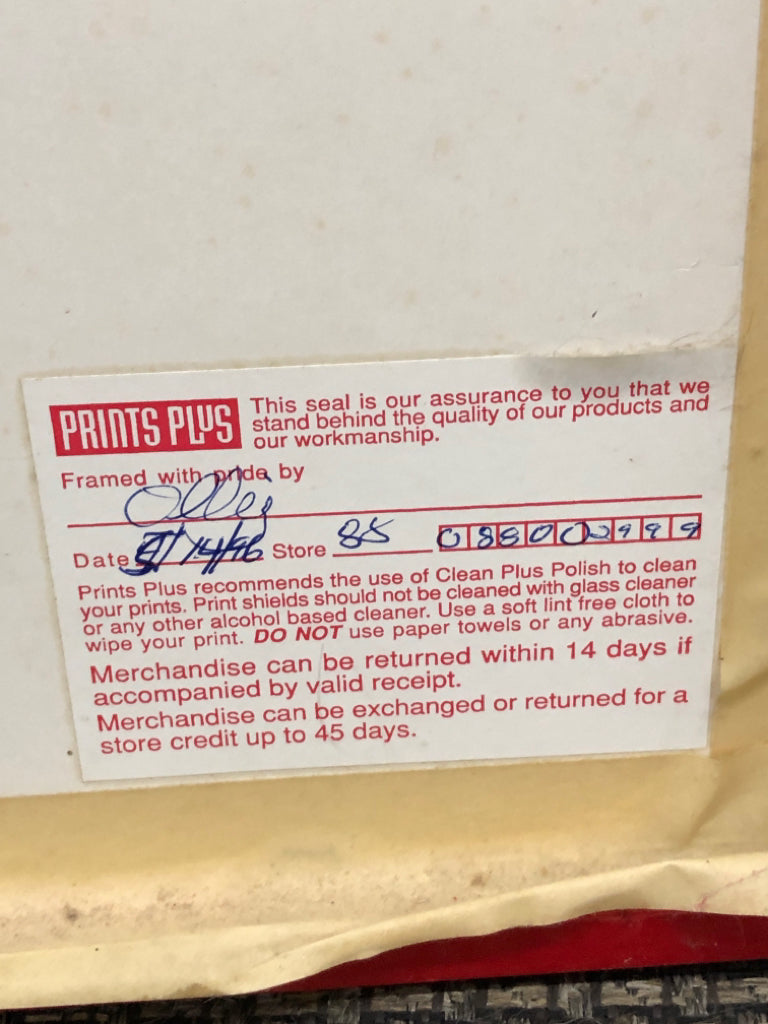 PRINTS PLUS
This seal is our assurance to you that we
stand behind the quality of our products and
our workmanship.
Framed with pride by
Date 5/14/96 Store 85 088002999
Prints Plus recommends the use of Clean Plus Polish to clean
your prints. Print shields should not be cleaned with glass cleaner
or any other alcohol based cleaner. Use a soft lint free cloth to
wipe your print. DO NOT use paper towels or any abrasive.
Merchandise can be returned within 14 days if
accompanied by valid receipt.
Merchandise can be exchanged or returned for a
store credit up to 45 days.